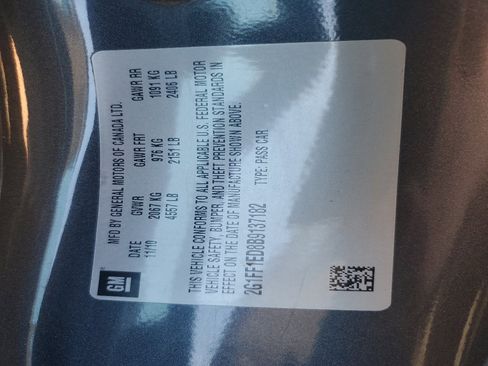 GM
MFD BY GENERAL MOTORS OF CANADA LTD.
DATE GVWR GAWR FRT GAWR RR
11/10 2067 KG 976 KG 1091 KG
4557 LB 2151 LB 2406 LB
THIS VEHICLE CONFORMS TO ALL APPLICABLE U.S. FEDERAL MOTOR
VEHICLE SAFETY, BUMPER, AND THEFT PREVENTION STANDARDS IN
EFFECT ON THE DATE OF MANUFACTURE SHOWN ABOVE.
2G1FF1ED8B9137182 TYPE: PASS CAR